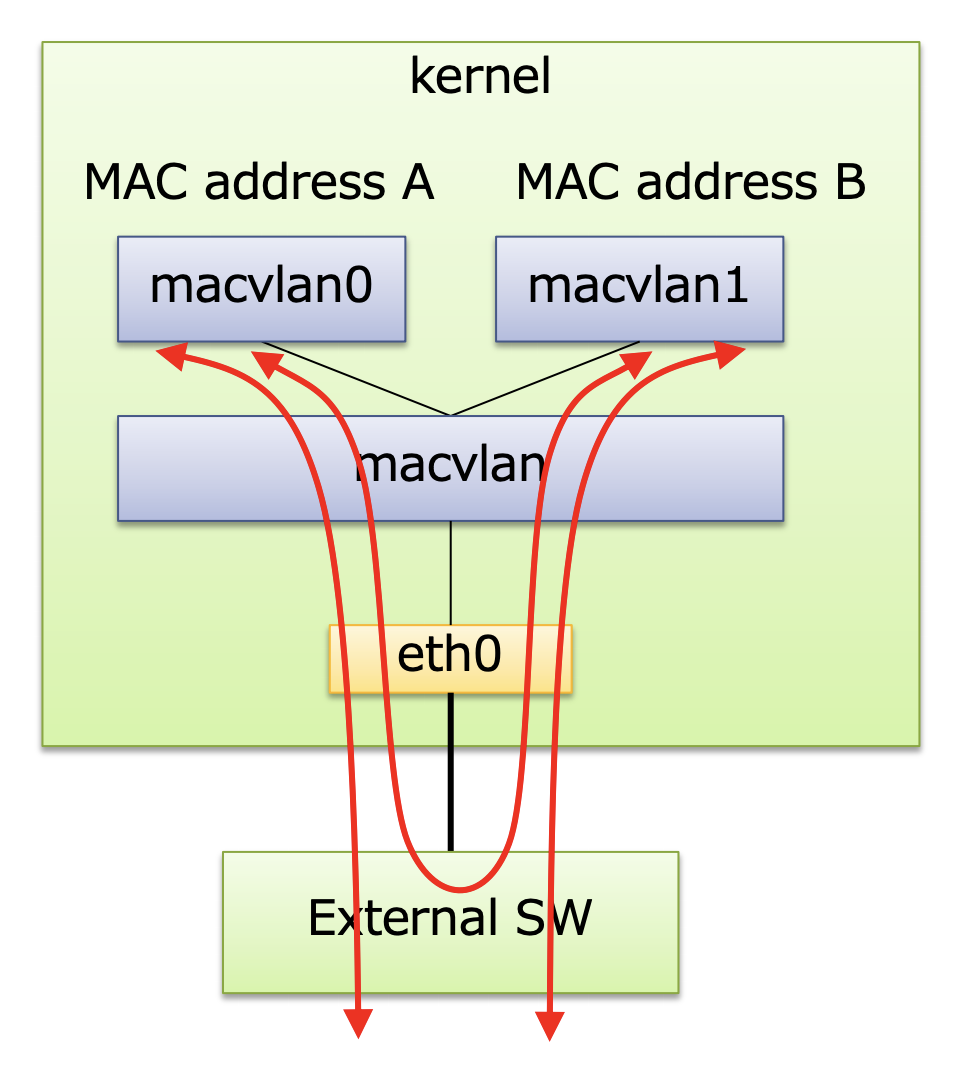 kernel
MAC address A
MAC address B
macvlan0
macvlan1
macvlan
eth0
External SW